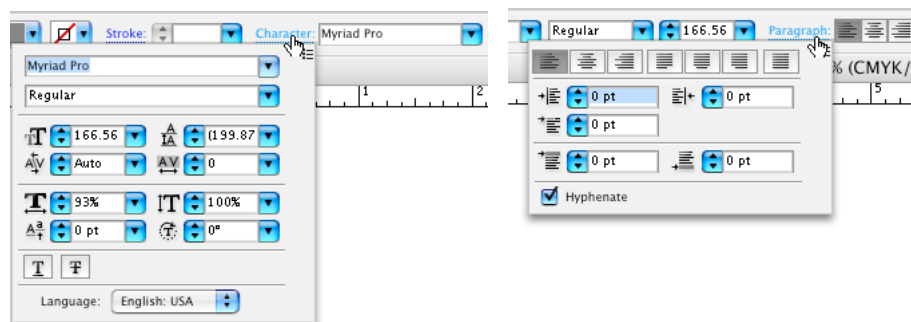 Stroke: Character: Myriad Pro
Myriad Pro
Regular
166.56 (199.87
Auto 0
93% 100%
0 pt 0°
T T
Language: English: USA
1 2
Regular 166.56 Paragraph:
% (CMYK/
5
0 pt 0 pt
0 pt
0 pt 0 pt
Hyphenate